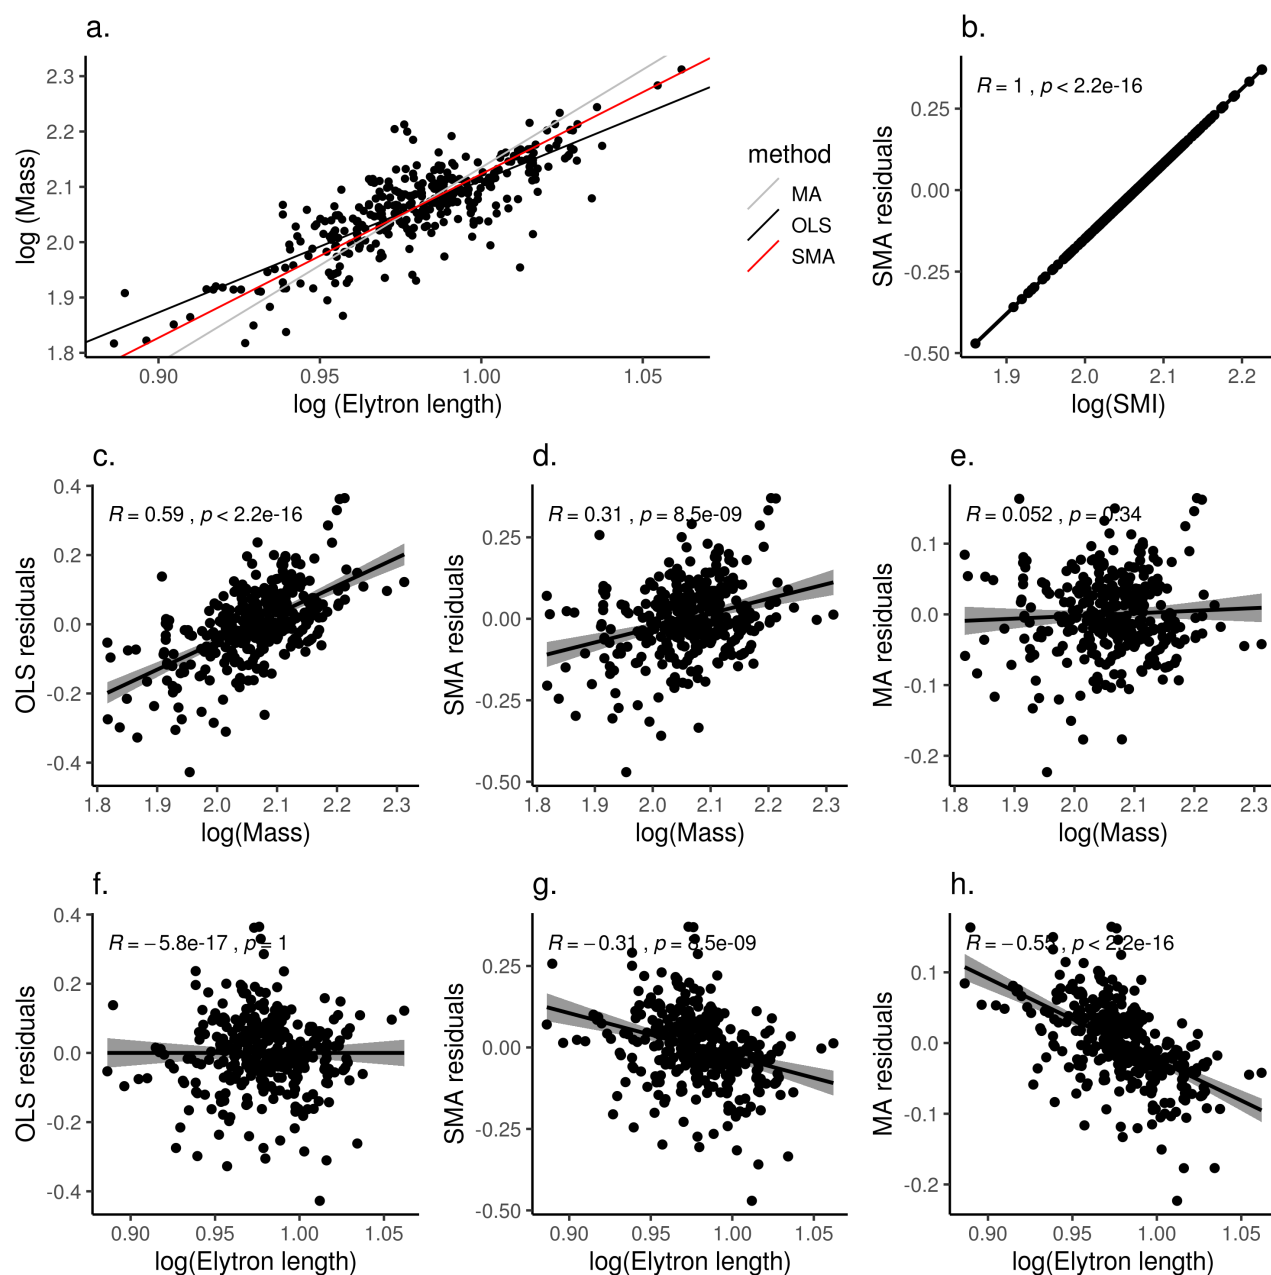 a.
log (Mass)
2.3
2.2
2.1
2.0
1.9
1.8
0.90 0.95 1.00 1.05
log (Elytron length)
method
MA
OLS
SMA
b.
SMA residuals
0.25
0.00
-0.25
-0.50
R = 1 , p < 2.2e-16
1.9 2.0 2.1 2.2
log(SMI)
c.
OLS residuals
0.4
0.2
0.0
-0.2
-0.4
R = 0.59 , p < 2.2e-16
1.8 1.9 2.0 2.1 2.2 2.3
log(Mass)
d.
SMA residuals
0.25
0.00
-0.25
-0.50
R = 0.31 , p = 8.5e-09
1.8 1.9 2.0 2.1 2.2 2.3
log(Mass)
e.
MA residuals
0.1
0.0
-0.1
-0.2
R = 0.052 , p = 0.34
1.8 1.9 2.0 2.1 2.2 2.3
log(Mass)
f.
OLS residuals
0.4
0.2
0.0
-0.2
-0.4
R = −5.8e-17 , p = 1
0.90 0.95 1.00 1.05
log(Elytron length)
g.
SMA residuals
0.25
0.00
-0.25
-0.50
R = −0.31 , p = 8.5e-09
0.90 0.95 1.00 1.05
log(Elytron length)
h.
MA residuals
0.1
0.0
-0.1
-0.2
R = −0.55 , p < 2.2e-16
0.90 0.95 1.00 1.05
log(Elytron length)